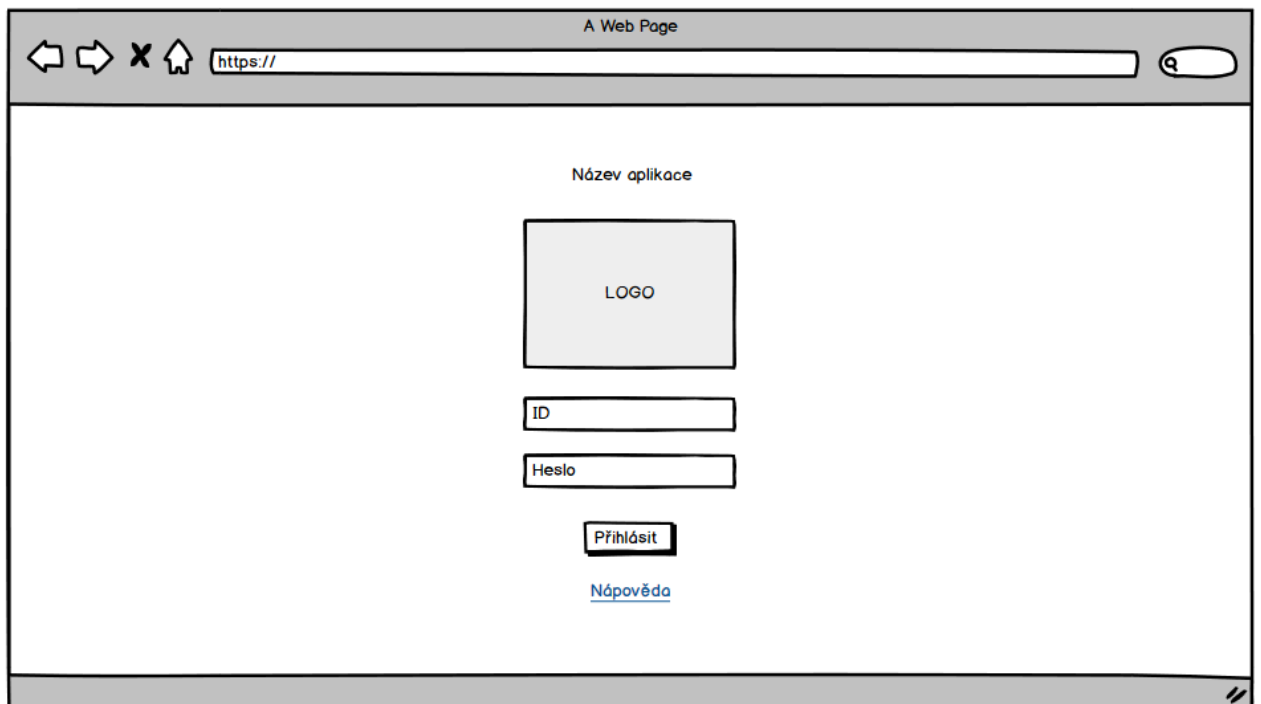 A Web Page
https://
Název aplikace
LOGO
ID
Heslo
Přihlásit
Nápověda